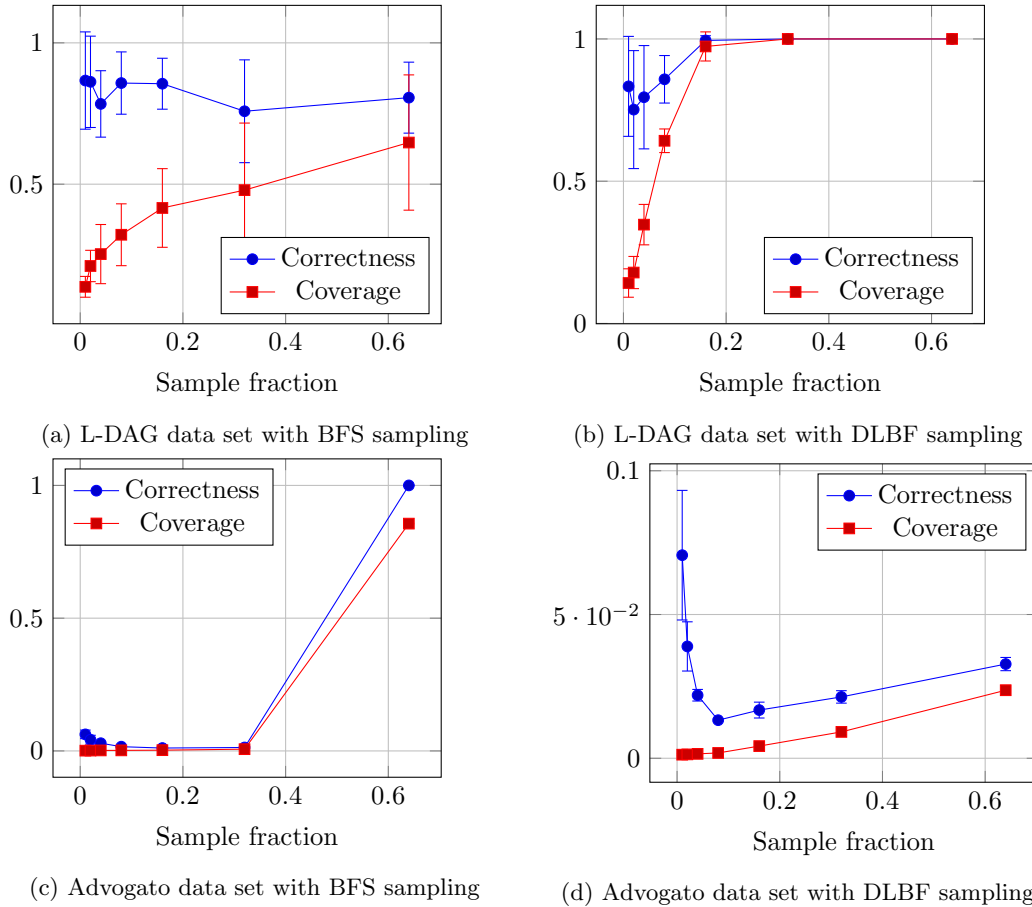 1
0.5
Correctness
Coverage
0 0.2 0.4 0.6
Sample fraction
(a) L-DAG data set with BFS sampling
1
0.5
0
Correctness
Coverage
0 0.2 0.4 0.6
Sample fraction
(b) L-DAG data set with DLBF sampling
1
0.5
0
Correctness
Coverage
0 0.2 0.4 0.6
Sample fraction
(c) Advogato data set with BFS sampling
0.1
5 · 10⁻²
0
Correctness
Coverage
0 0.2 0.4 0.6
Sample fraction
(d) Advogato data set with DLBF sampling